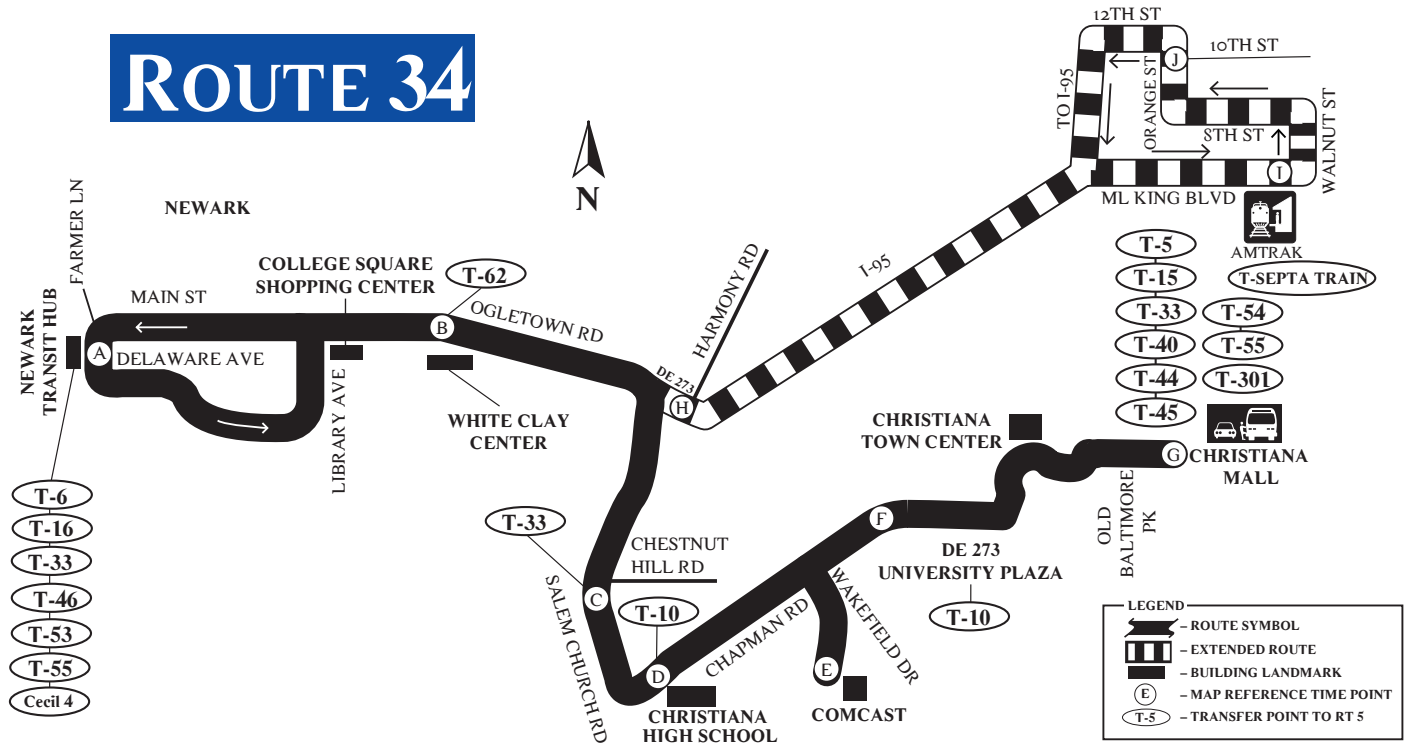 ROUTE 34
12TH ST
J
10TH ST
TO I-95
ORANGE ST
8TH ST
WALNUT ST
I
ML KING BLVD
AMTRAK
T-SEPTA TRAIN
T-5
T-15
T-33
T-40
T-44
T-45
T-54
T-55
T-301
N
NEWARK
FARMER LN
MAIN ST
NEWARK
TRANSIT HUB
A
DELAWARE AVE
COLLEGE SQUARE
SHOPPING CENTER
LIBRARY AVE
T-62
B
OGLETOWN RD
WHITE CLAY
CENTER
HARMONY RD
DE 273
H
I-95
T-6
T-16
T-33
T-46
T-53
T-55
Cecil 4
T-33
CHESTNUT
HILL RD
C
SALEM CHURCH RD
T-10
D
CHRISTIANA
HIGH SCHOOL
CHAPMAN RD
WAKEFIELD DR
E
COMCAST
F
DE 273
UNIVERSITY PLAZA
T-10
CHRISTIANA
TOWN CENTER
G
CHRISTIANA
MALL
OLD
BALTIMORE
PK
LEGEND
– ROUTE SYMBOL
– EXTENDED ROUTE
– BUILDING LANDMARK
E – MAP REFERENCE TIME POINT
T-5 – TRANSFER POINT TO RT 5